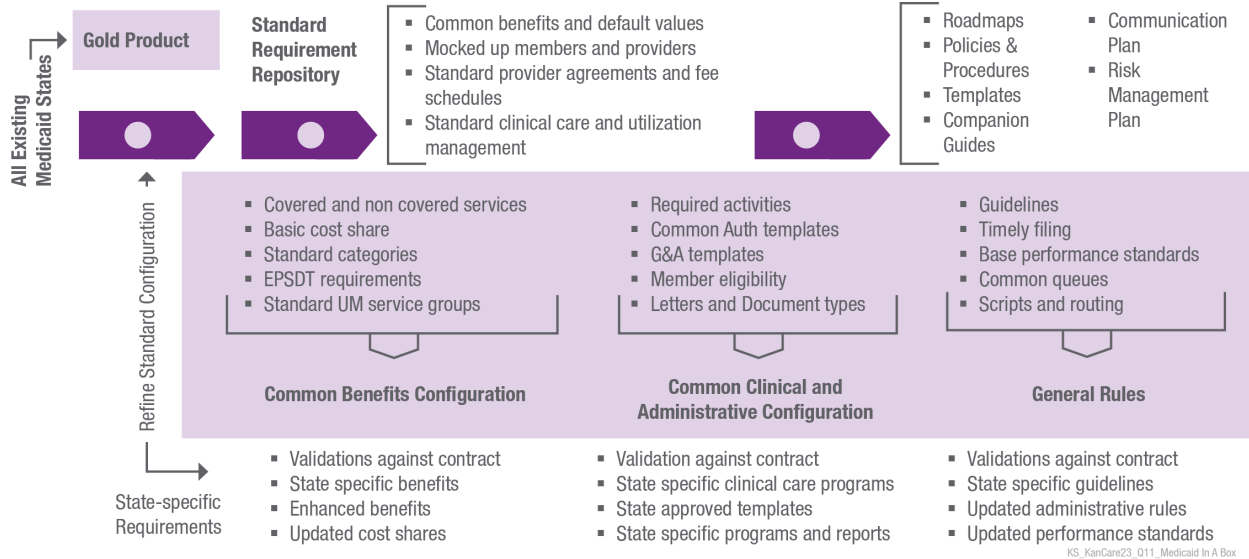 All Existing
Medicaid States
Gold Product
Standard
Requirement
Repository
▪ Common benefits and default values
▪ Mocked up members and providers
▪ Standard provider agreements and fee
schedules
▪ Standard clinical care and utilization
management
▪ Roadmaps
▪ Policies &
Procedures
▪ Templates
▪ Companion
Guides
▪ Communication
Plan
▪ Risk
Management
Plan
Refine Standard Configuration
▪ Covered and non covered services
▪ Basic cost share
▪ Standard categories
▪ EPSDT requirements
▪ Standard UM service groups
Common Benefits Configuration
▪ Required activities
▪ Common Auth templates
▪ G&A templates
▪ Member eligibility
▪ Letters and Document types
Common Clinical and
Administrative Configuration
▪ Guidelines
▪ Timely filing
▪ Base performance standards
▪ Common queues
▪ Scripts and routing
General Rules
State-specific
Requirements
▪ Validations against contract
▪ State specific benefits
▪ Enhanced benefits
▪ Updated cost shares
▪ Validation against contract
▪ State specific clinical care programs
▪ State approved templates
▪ State specific programs and reports
▪ Validations against contract
▪ State specific guidelines
▪ Updated administrative rules
▪ Updated performance standards
KS_KanCare23_Q11_Medicaid In A Box